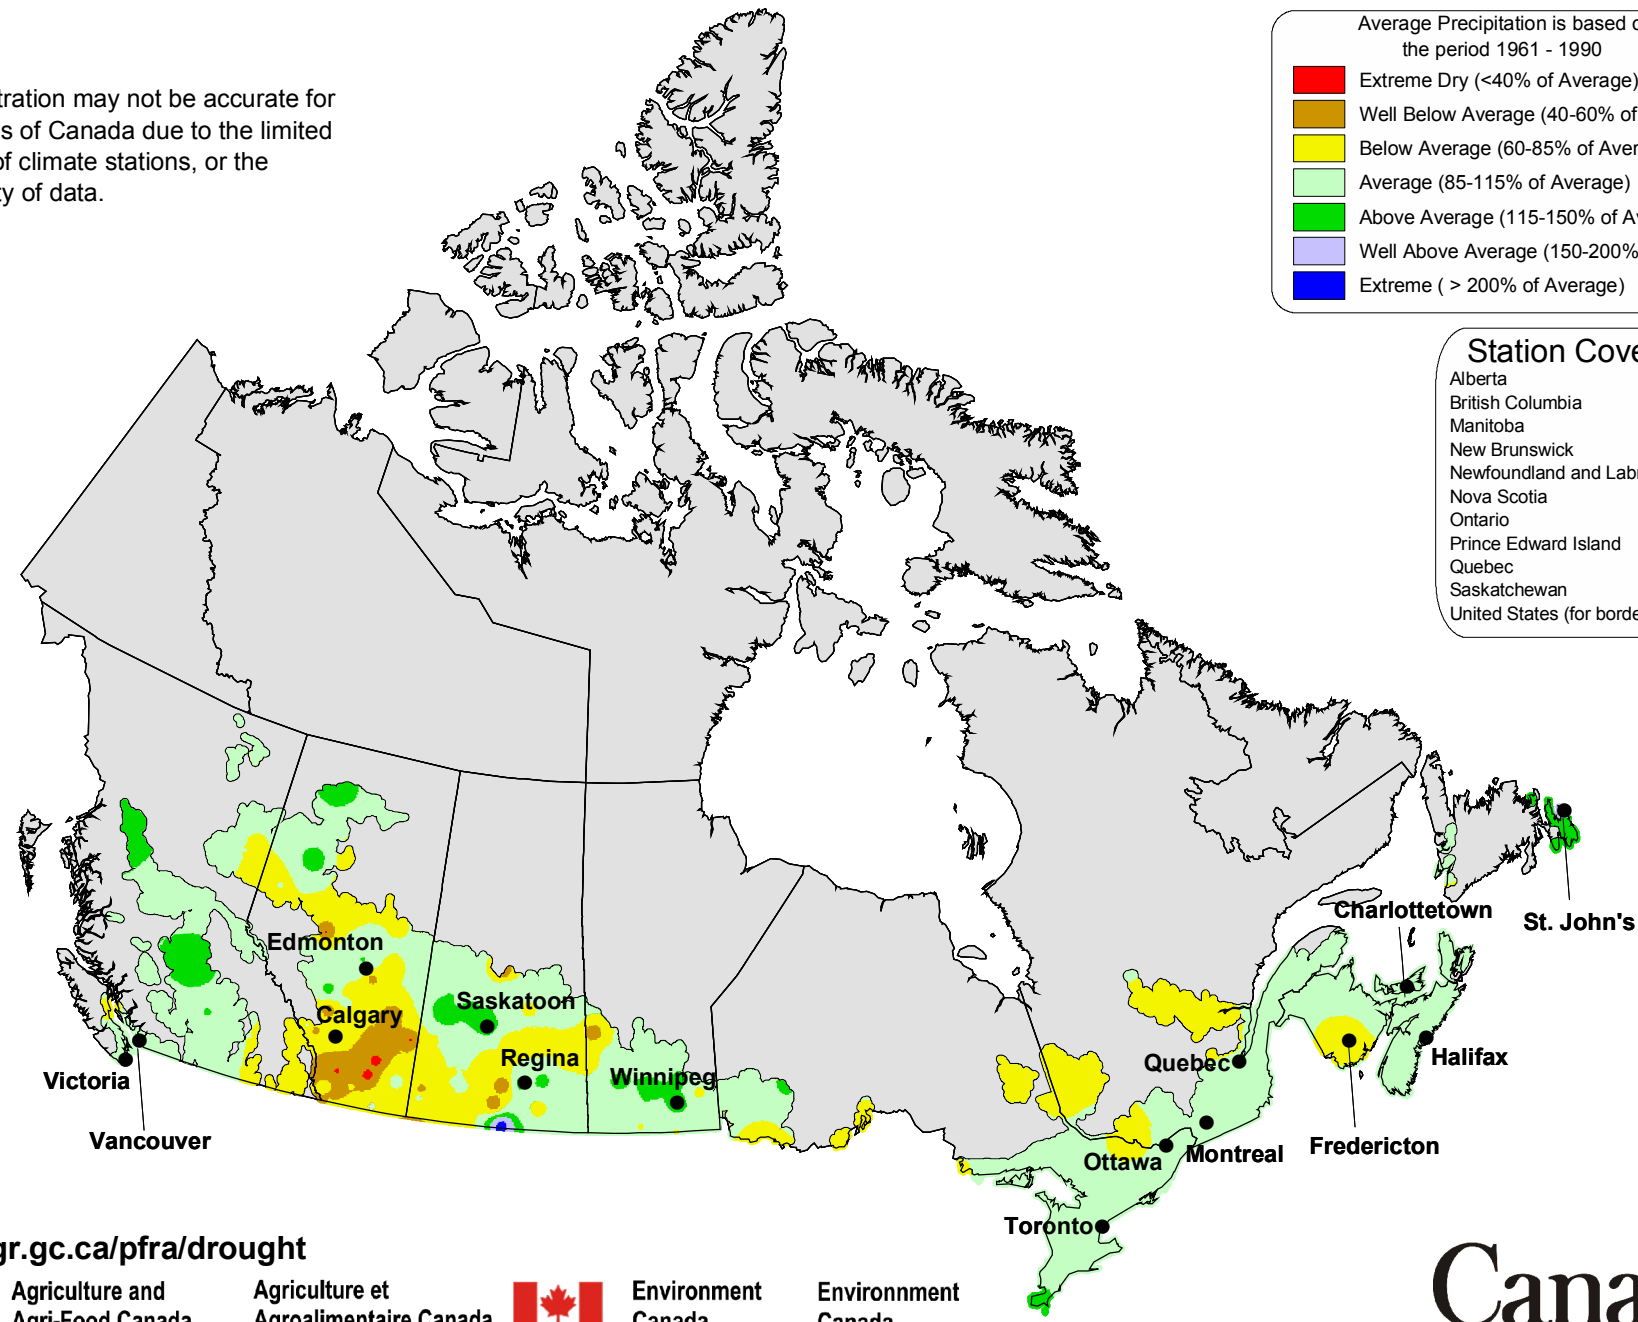 tration may not be accurate for
s of Canada due to the limited
of climate stations, or the
ty of data.
Average Precipitation is based o
the period 1961 - 1990
Extreme Dry (<40% of Average)
Well Below Average (40-60% of
Below Average (60-85% of Aver
Average (85-115% of Average)
Above Average (115-150% of Av
Well Above Average (150-200%
Extreme ( > 200% of Average)
Station Cove
Alberta
British Columbia
Manitoba
New Brunswick
Newfoundland and Labr
Nova Scotia
Ontario
Prince Edward Island
Quebec
Saskatchewan
United States (for borde
Charlottetown
St. John's
Edmonton
Saskatoon
Calgary
Regina
Winnipeg
Quebec
Halifax
Victoria
Vancouver
Ottawa
Montreal
Fredericton
Toronto
gr.gc.ca/pfra/drought
Agriculture and
Agri-Food Canada
Agriculture et
Agroalimentaire Canada
Environment
Canada
Environnment
Canada
Cana